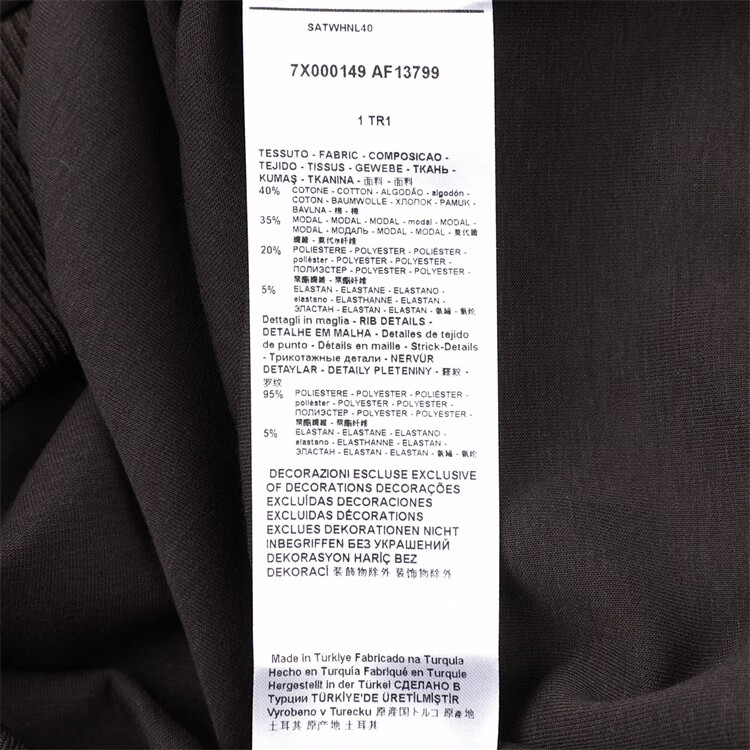 SATWHNL40
7X000149 AF13799
1 TR1
TESSUTO - FABRIC - COMPOSICAO -
TEJIDO - TISSUS - GEWEBE - ТКАНЬ -
KUMAŞ - TKANINA - 面料 - 面料
40% COTONE - COTTON - ALGODÃO - algodón -
COTON - BAUMWOLLE - ХЛОПОК - PAMUK -
BAVLNA - 棉 - 棉
35% MODAL - MODAL - MODAL - modal - MODAL -
MODAL - МОДАЛЬ - MODAL - MODAL - 莫代爾
纖維 - 莫代尔纤维
20% POLIESTERE - POLYESTER - POLIÉSTER -
poliéster - POLYESTER - POLYESTER -
ПОЛИЭСТЕР - POLYESTER - POLYESTER -
聚酯纖維 - 聚酯纤维
5% ELASTAN - ELASTANE - ELASTANO -
elastano - ELASTHANNE - ELASTAN -
ЭЛАСТАН - ELASTAN - ELASTAN - 氨綸 - 氨纶
Dettagli in maglia - RIB DETAILS -
DETALHE EM MALHA - Detalles de tejido
de punto - Détails en maille - Strick-Details
- Трикотажные детали - NERVÜR
DETAYLAR - DETAILY PLETENINY - 羅紋 -
罗纹
95% POLIESTERE - POLYESTER - POLIÉSTER -
poliéster - POLYESTER - POLYESTER -
ПОЛИЭСТЕР - POLYESTER - POLYESTER -
聚酯纖維 - 聚酯纤维
5% ELASTAN - ELASTANE - ELASTANO -
elastano - ELASTHANNE - ELASTAN -
ЭЛАСТАН - ELASTAN - ELASTAN - 氨綸 - 氨纶
DECORAZIONI ESCLUSE EXCLUSIVE
OF DECORATIONS DECORAÇÕES
EXCLUÍDAS DECORACIONES
EXCLUIDAS DÉCORATIONS
EXCLUES DEKORATIONEN NICHT
INBEGRIFFEN БЕЗ УКРАШЕНИЙ
DEKORASYON HARİÇ BEZ
DEKORACÍ 装飾物除外 装饰物除外
Made in Turkiye Fabricado na Turquia
Hecho en Turquía Fabriqué en Turquie
Hergestellt in der Türkei СДЕЛАНО В
Турции TÜRKİYE'DE ÜRETİLMİŞTİR
Vyrobeno v Turecku 原産国トルコ 原產地
土耳其 原产地 土耳其